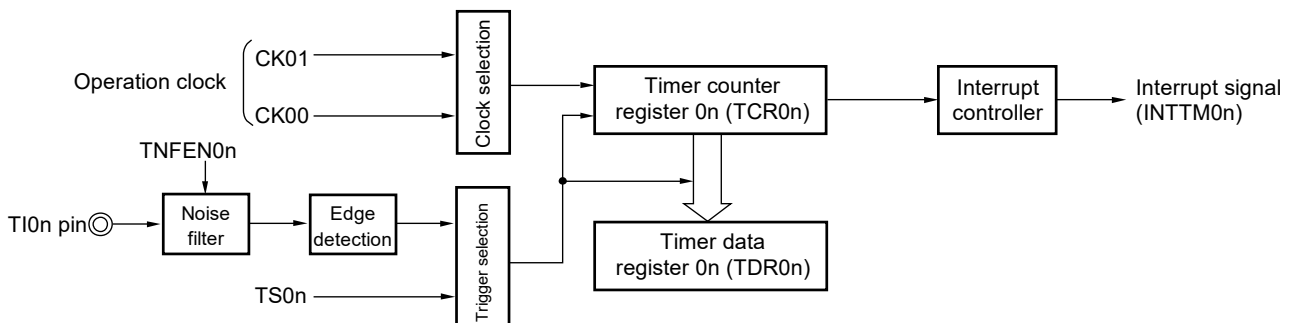 Operation clock
CK01
CK00
Clock selection
Timer counter
register 0n (TCR0n)
Interrupt
controller
Interrupt signal
(INTTM0n)
TNFEN0n
TI0n pin
Noise
filter
Edge
detection
TS0n
Trigger selection
Timer data
register 0n (TDR0n)